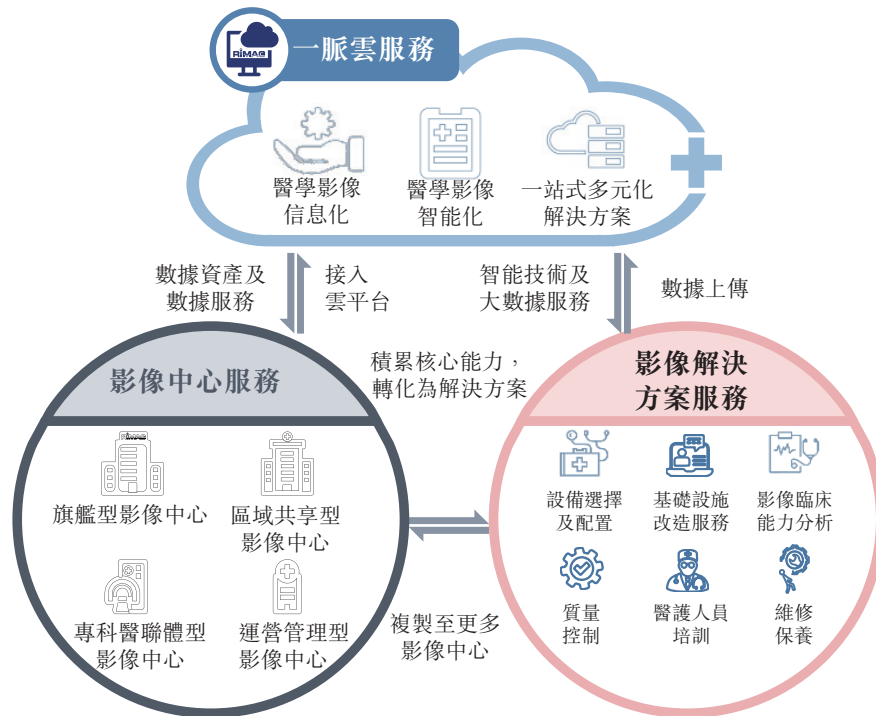 RIMAG
一脈雲服務
醫學影像
信息化
醫學影像
智能化
一站式多元化
解決方案
數據資產及
數據服務
接入
雲平台
智能技術及
大數據服務
數據上傳
影像中心服務
積累核心能力，
轉化為解決方案
影像解決
方案服務
RIMAG
旗艦型影像中心
區域共享型
影像中心
專科醫聯體型
影像中心
運營管理型
影像中心
複製至更多
影像中心
設備選擇
及配置
基礎設施
改造服務
影像臨床
能力分析
質量
控制
醫護人員
培訓
維修
保養